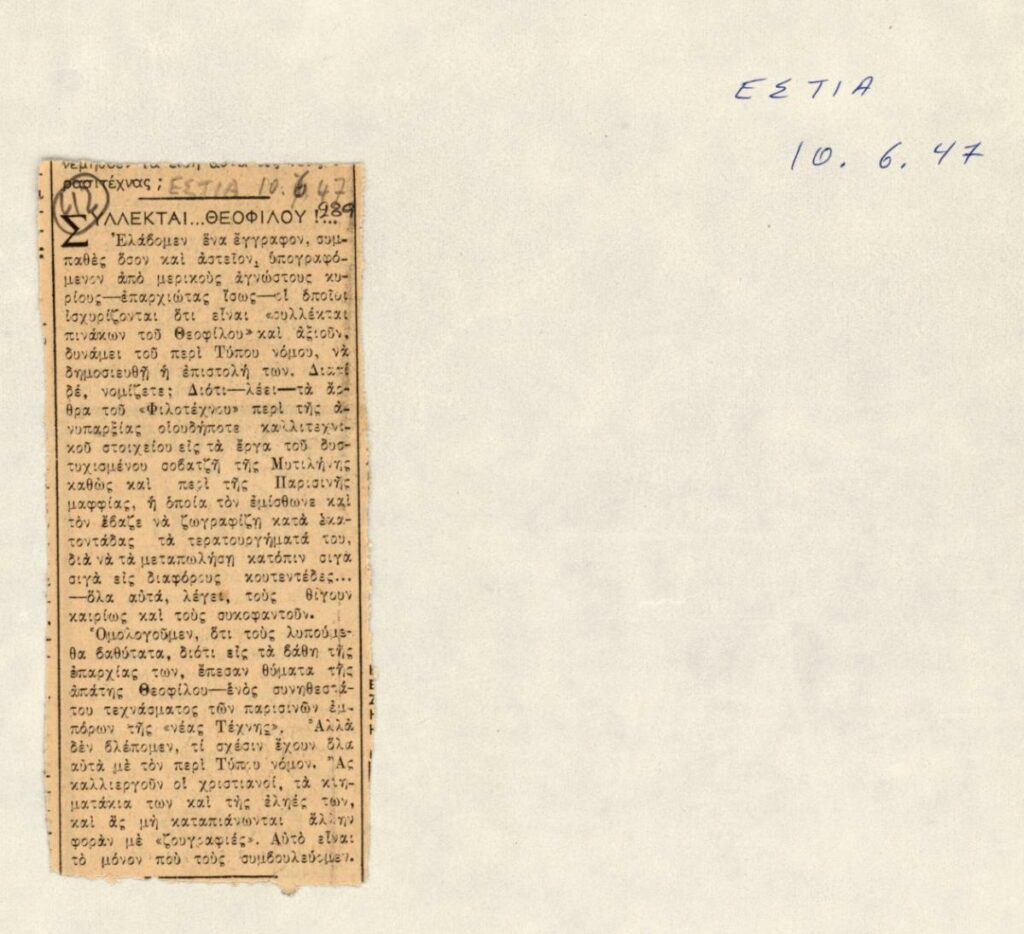 ΕΣΤΙΑ
10. 6. 47
ρασιτέχνας; ΕΣΤΙΑ 10. 6 47
989
ΣΥΛΛΕΚΤΑΙ...ΘΕΟΦΙΛΟΥ!...
Ἐλάβομεν ἕνα ἔγγραφον, συμ-
παθὲς ὅσον καὶ ἀστεῖον, ὑπογραφό-
μενον ἀπὸ μερικοὺς ἀγνώστους κυ-
ρίους—ἐπαρχιώτας ἴσως—οἱ ὁποῖοι
ἰσχυρίζονται ὅτι εἶναι «συλλέκται
πινάκων τοῦ Θεοφίλου» καὶ ἀξιοῦν,
δυνάμει τοῦ περὶ Τύπου νόμου, νὰ
δημοσιευθῇ ἡ ἐπιστολή των. Διατί
δέ, νομίζετε; Διότι—λέει—τὰ ἄρ-
θρα τοῦ «Φιλοτέχνου» περὶ τῆς ἀ-
νυπαρξίας οἱουδήποτε καλλιτεχνι-
κοῦ στοιχείου εἰς τὰ ἔργα τοῦ δυσ-
τυχισμένου σοβατζῆ τῆς Μυτιλήνης
καθὼς καὶ περὶ τῆς Παρισινῆς
μαφφίας, ἡ ὁποία τὸν ἐμίσθωνε καὶ
τὸν ἔβαζε νὰ ζωγραφίζῃ κατὰ ἑκα-
τοντάδας τὰ τερατουργήματά του,
διὰ νὰ τὰ μεταπωλήσῃ κατόπιν σιγὰ
σιγὰ εἰς διαφόρους κουτεντέδες...
—ὅλα αὐτά, λέγει, τοὺς θίγουν
καιρίως καὶ τοὺς συκοφαντοῦν.
Ὁμολογοῦμεν, ὅτι τοὺς λυπούμε-
θα βαθύτατα, διότι εἰς τὰ βάθη τῆς
ἐπαρχίας των, ἔπεσαν θύματα τῆς
ἀπάτης Θεοφίλου—ἑνὸς συνηθεστά-
του τεχνάσματος τῶν παρισινῶν ἐμ-
πόρων τῆς «νέας Τέχνης». Ἀλλὰ
δὲν βλέπομεν, τί σχέσιν ἔχουν ὅλα
αὐτὰ μὲ τὸν περὶ Τύπου νόμον. Ἂς
καλλιεργοῦν οἱ χριστιανοί, τὰ κτη-
ματάκια των καὶ τῆς ἐληές των,
καὶ ἂς μὴ καταπιάνωνται ἄλλην
φορὰν μὲ «ζουγραφιές». Αὐτὸ εἶναι
τὸ μόνον ποὺ τοὺς συμβουλεύομεν.